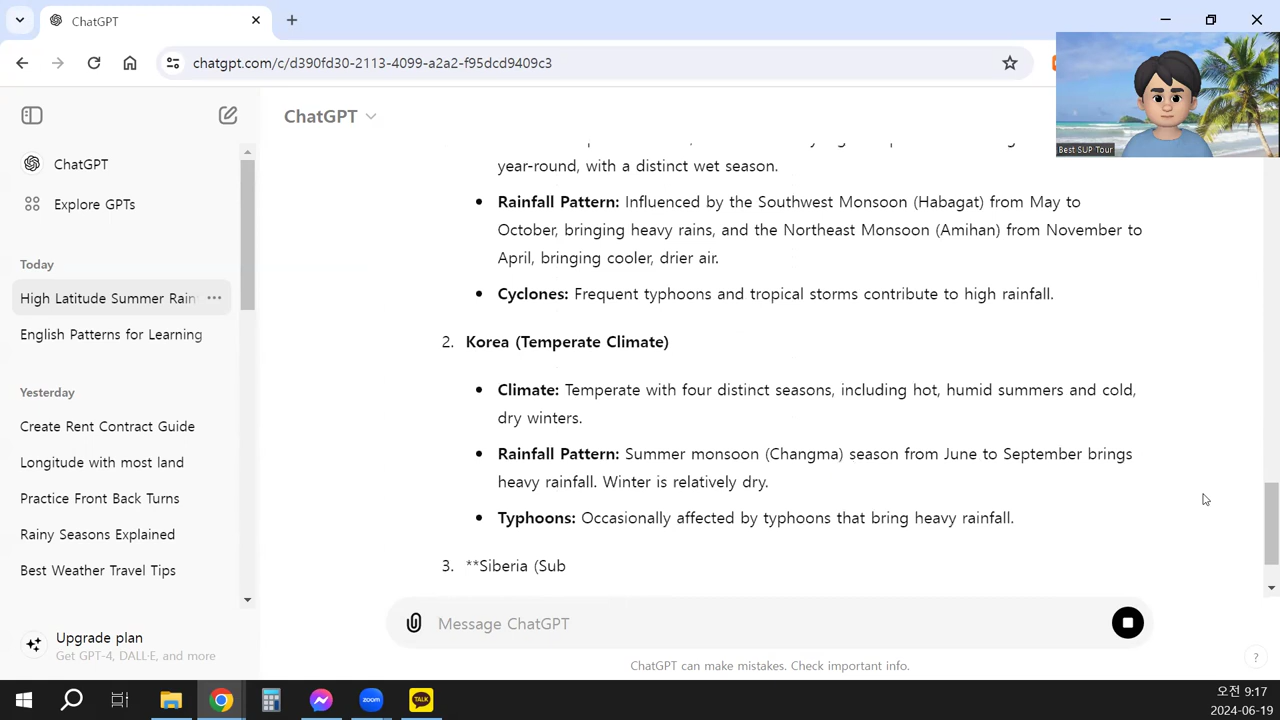 ChatGPT
chatgpt.com/c/d390fd30-2113-4099-a2a2-f95dcd9409c3
Best SUP Tour
ChatGPT
ChatGPT
Explore GPTs
Today
High Latitude Summer Rain
English Patterns for Learning
Yesterday
Create Rent Contract Guide
Longitude with most land
Practice Front Back Turns
Rainy Seasons Explained
Best Weather Travel Tips
Upgrade plan
Get GPT-4, DALL·E, and more
year-round, with a distinct wet season.
Rainfall Pattern: Influenced by the Southwest Monsoon (Habagat) from May to
October, bringing heavy rains, and the Northeast Monsoon (Amihan) from November to
April, bringing cooler, drier air.
Cyclones: Frequent typhoons and tropical storms contribute to high rainfall.
2. Korea (Temperate Climate)
Climate: Temperate with four distinct seasons, including hot, humid summers and cold,
dry winters.
Rainfall Pattern: Summer monsoon (Changma) season from June to September brings
heavy rainfall. Winter is relatively dry.
Typhoons: Occasionally affected by typhoons that bring heavy rainfall.
3. **Siberia (Sub
Message ChatGPT
ChatGPT can make mistakes. Check important info.
?
zoom
TALK
오전 9:17
2024-06-19